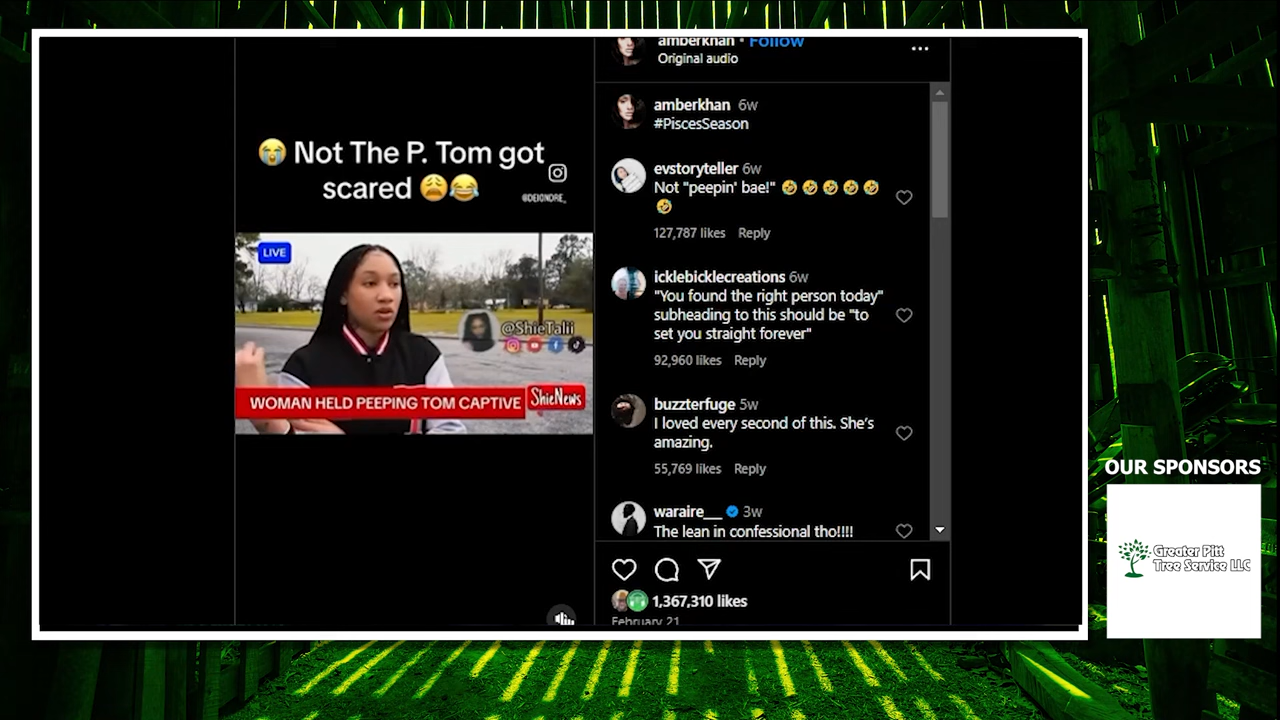 😭 Not The P. Tom got
scared 😩😂
@DEIONDRE_
LIVE
@ShieTalii
WOMAN HELD PEEPING TOM CAPTIVE
ShieNews
amberkhan • Follow
Original audio
amberkhan 6w
#PiscesSeason
evstoryteller 6w
Not "peepin' bae!" 🤣🤣🤣🤣🤣
🤣
127,787 likes Reply
icklebicklecreations 6w
"You found the right person today"
subheading to this should be "to
set you straight forever"
92,960 likes Reply
buzzterfuge 5w
I loved every second of this. She's
amazing.
55,769 likes Reply
waraire__ 3w
The lean in confessional tho!!!!
1,367,310 likes
February 21
OUR SPONSORS
Greater Pitt
Tree Service LLC